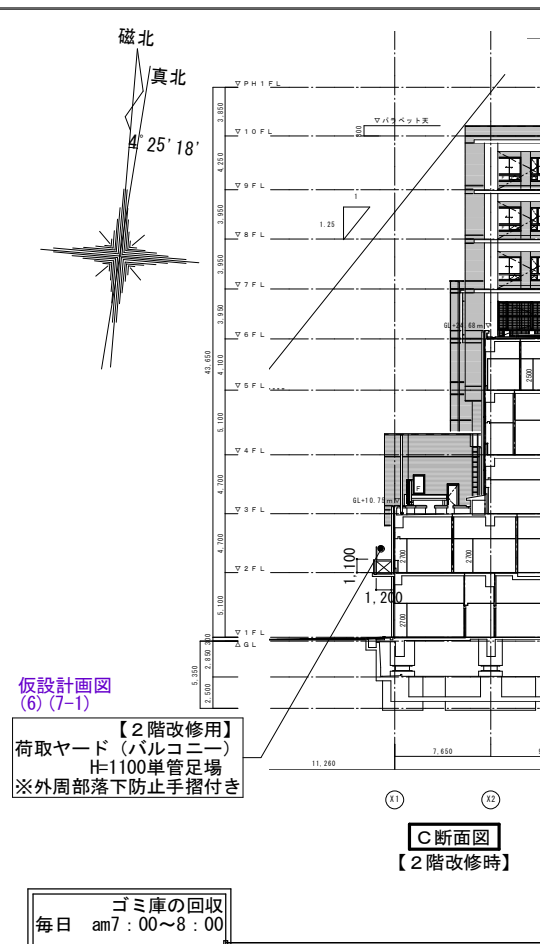 磁北
真北
4°25'18'
▽PH1FL
3,850
▽パラペット天
800
▽10FL
4,250
▽9FL
3,950
1
1.25
▽8FL
3,950
▽7FL
3,950
GL+24.68m▽
▽6FL
43,650
4,100
2500
▽5FL
5,100
▽4FL
4,700
F
GL+10.79m▽
▽3FL
4,700
1,100
2700
2700
▽2FL
1,200
5,100
2700
▽1FL
△GL
300
2,850
5,350
2,500
仮設計画図
(6)(7-1)
【2階改修用】
荷取ヤード（バルコニー）
H=1100単管足場
※外周部落下防止手摺付き
7,650
11,260
X1
X2
C断面図
【2階改修時】
ゴミ庫の回収
毎日 am7：00～8：00